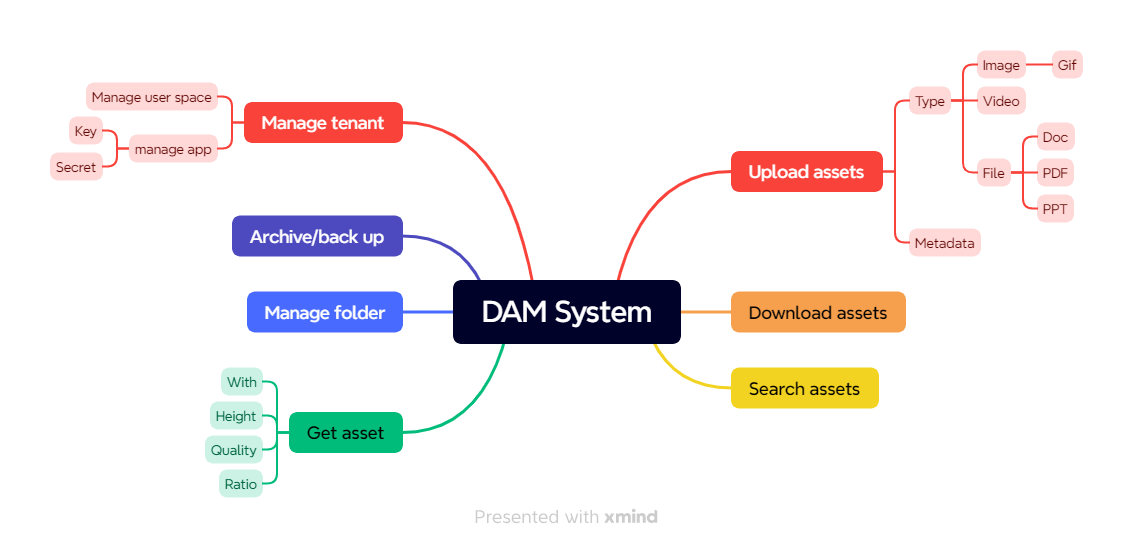 DAM System
Upload assets
Type
Image
Gif
Video
File
Doc
PDF
PPT
Metadata
Download assets
Search assets
Manage tenant
Manage user space
manage app
Key
Secret
Archive/back up
Manage folder
Get asset
With
Height
Quality
Ratio
Presented with xmind